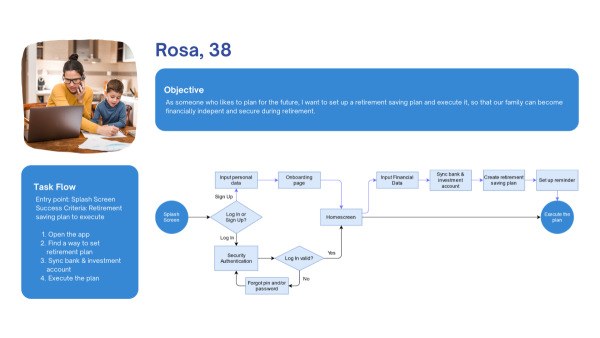 Rosa, 38
Objective
As someone who likes to plan for the future, I want to set up a retirement saving plan and execute it, so that our family can become
financially indepent and secure during retirement.
Task Flow
Entry point: Splash Screen
Success Criteria: Retirement
saving plan to execute
1. Open the app
2. Find a way to set
retirement plan
3. Sync bank & investment
account
4. Execute the plan
Input personal
data
Onboarding
page
Input Financial
Data
Sync bank &
investment
account
Create retirement
saving plan
Set up reminder
Sign Up
Splash
Screen
Log In or
Sign Up?
Homescreen
Execute the
plan
Log In
Security
Authentication
Log In valid?
Yes
No
Forgot pin and/or
password